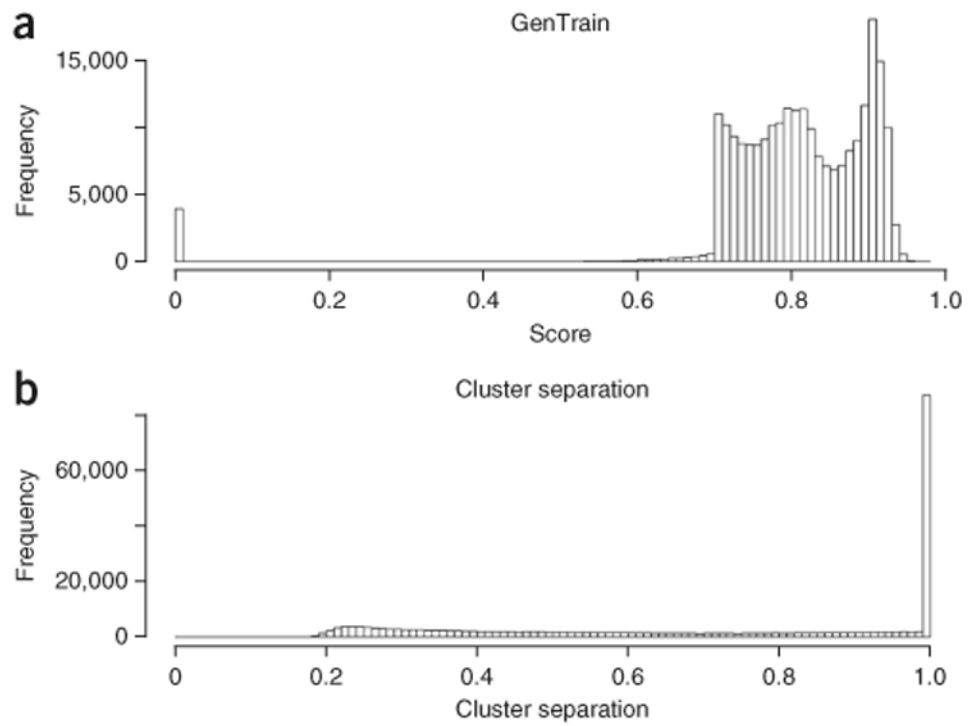 a
GenTrain
Frequency
15,000
5,000
0
0 0.2 0.4 0.6 0.8 1.0
Score
b
Cluster separation
Frequency
60,000
20,000
0
0 0.2 0.4 0.6 0.8 1.0
Cluster separation